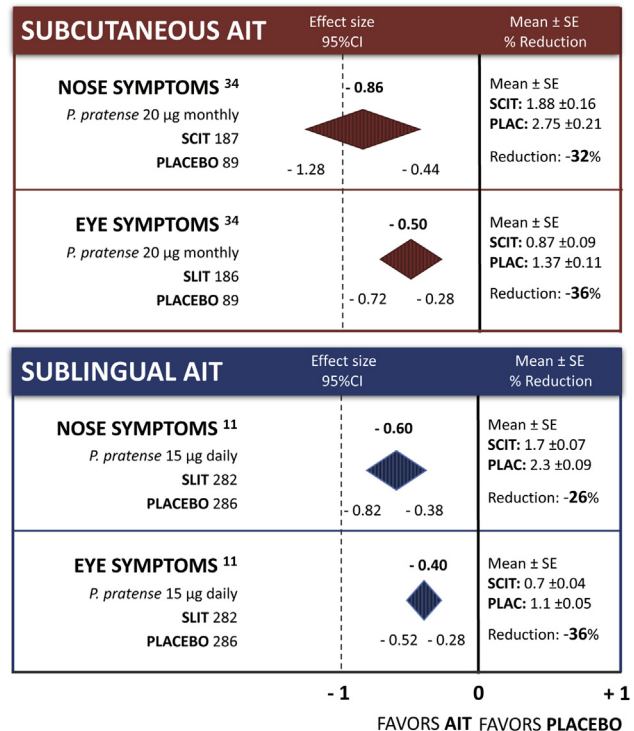 SUBCUTANEOUS AIT
Effect size
95%CI
Mean ± SE
% Reduction
NOSE SYMPTOMS 34
P. pratense 20 µg monthly
SCIT 187
PLACEBO 89
- 0.86
- 1.28
- 0.44
Mean ± SE
SCIT: 1.88 ±0.16
PLAC: 2.75 ±0.21
Reduction: -32%
EYE SYMPTOMS 34
P. pratense 20 µg monthly
SLIT 186
PLACEBO 89
- 0.50
- 0.72
- 0.28
Mean ± SE
SCIT: 0.87 ±0.09
PLAC: 1.37 ±0.11
Reduction: -36%
SUBLINGUAL AIT
Effect size
95%CI
Mean ± SE
% Reduction
NOSE SYMPTOMS 11
P. pratense 15 µg daily
SLIT 282
PLACEBO 286
- 0.60
- 0.82
- 0.38
Mean ± SE
SCIT: 1.7 ±0.07
PLAC: 2.3 ±0.09
Reduction: -26%
EYE SYMPTOMS 11
P. pratense 15 µg daily
SLIT 282
PLACEBO 286
- 0.40
- 0.52
- 0.28
Mean ± SE
SCIT: 0.7 ±0.04
PLAC: 1.1 ±0.05
Reduction: -36%
- 1
0
+ 1
FAVORS AIT
FAVORS PLACEBO